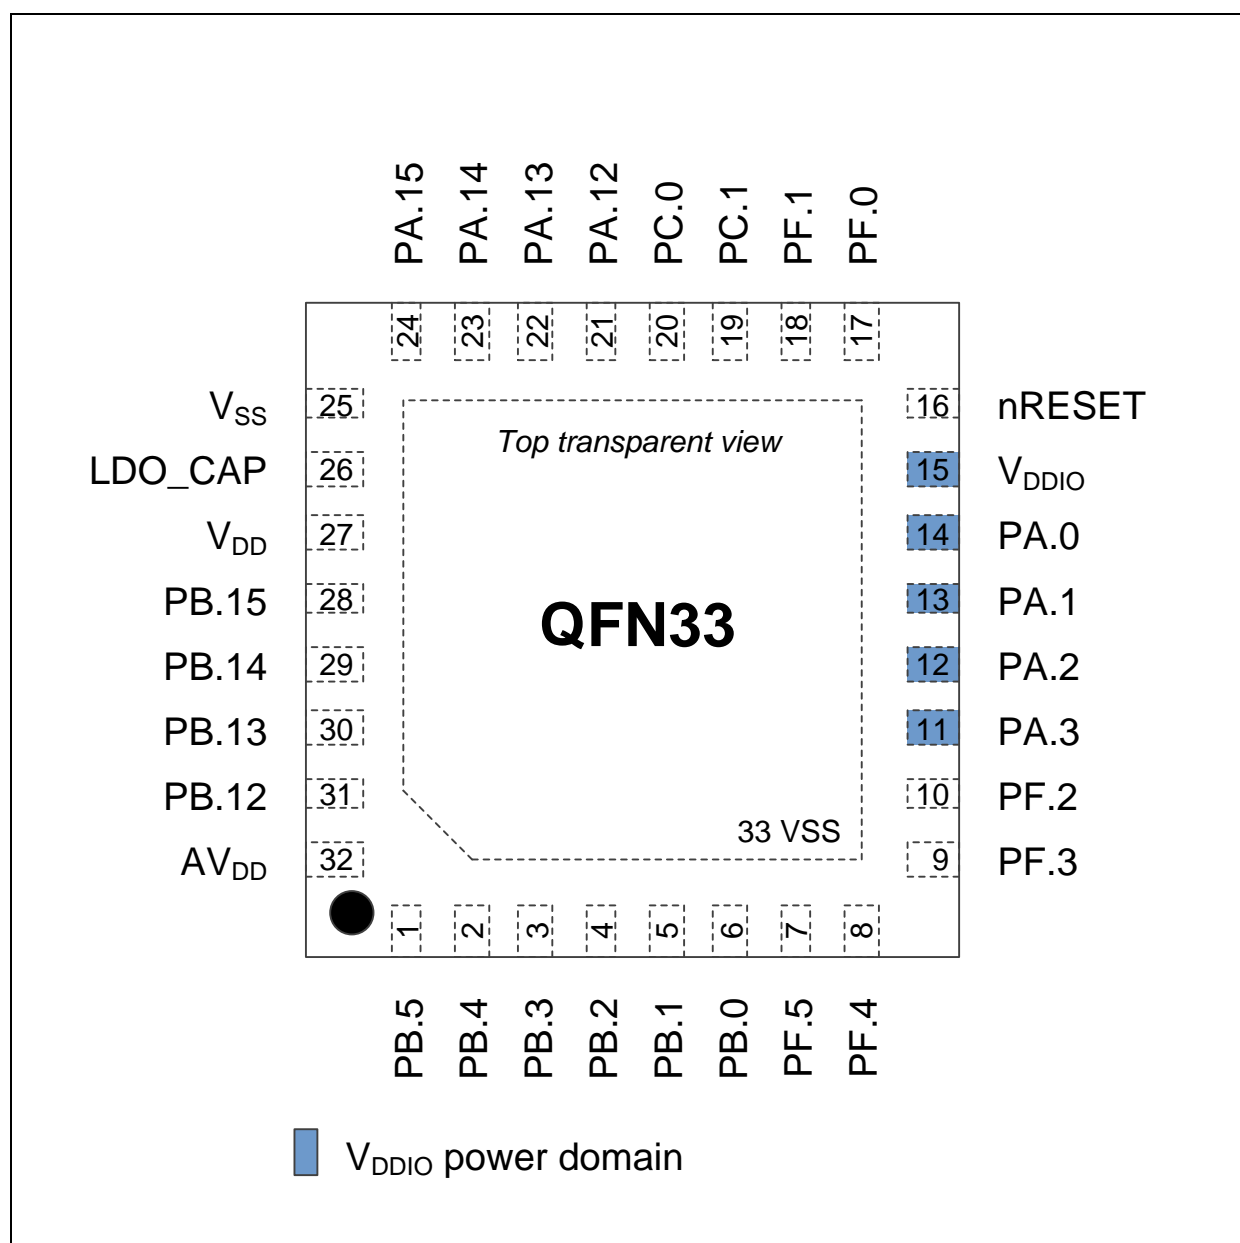 PA.15 PA.14 PA.13 PA.12 PC.0 PC.1 PF.1 PF.0
24 23 22 21 20 19 18 17
VSS 25 16 nRESET
Top transparent view
LDO_CAP 26 15 VDDIO
VDD 27 14 PA.0
PB.15 28 13 PA.1
QFN33
PB.14 29 12 PA.2
PB.13 30 11 PA.3
PB.12 31 10 PF.2
33 VSS
AVDD 32 9 PF.3
1 2 3 4 5 6 7 8
PB.5 PB.4 PB.3 PB.2 PB.1 PB.0 PF.5 PF.4
VDDIO power domain